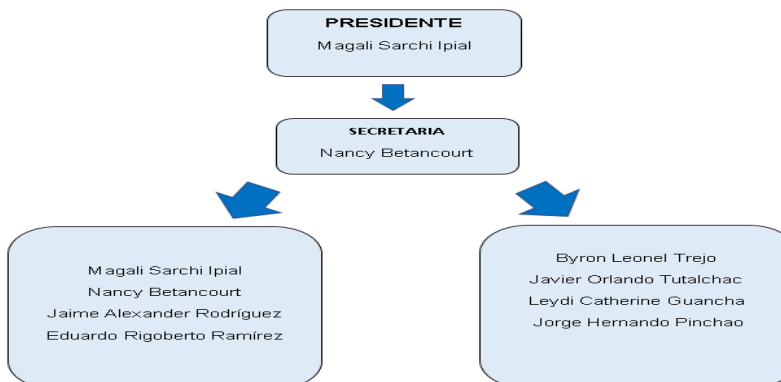 PRESIDENTE
Magali Sarchi Ipial
SECRETARIA
Nancy Betancourt
Magali Sarchi Ipial
Nancy Betancourt
Jaime Alexander Rodríguez
Eduardo Rigoberto Ramírez
Byron Leonel Trejo
Javier Orlando Tutalchac
Leydi Catherine Guancha
Jorge Hernando Pinchao